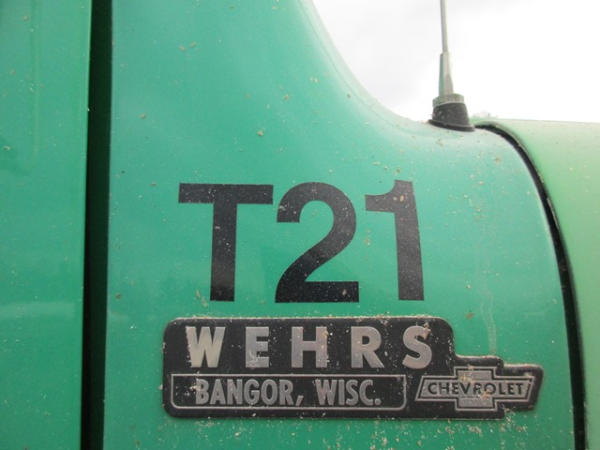 T21
WEHRS
BANGOR, WISC.
CHEVROLET